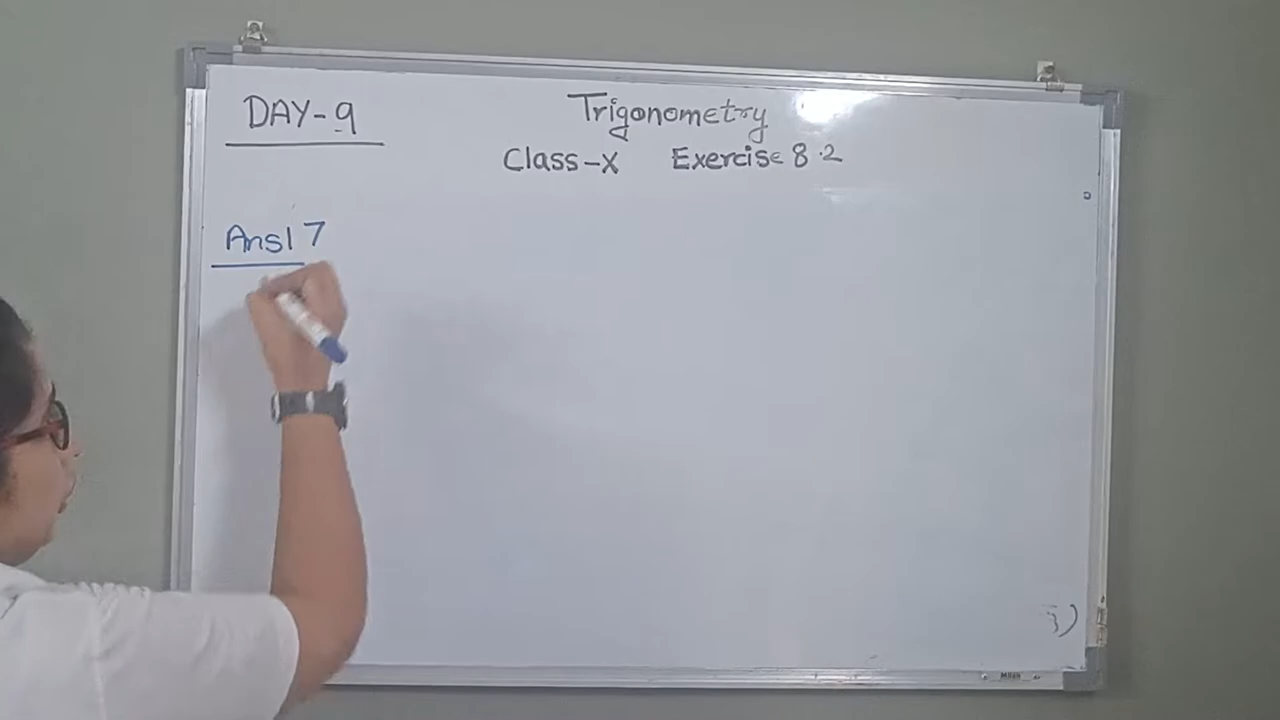 DAY-9
Trigonometry
Class-X Exercise 8.2
Ans17